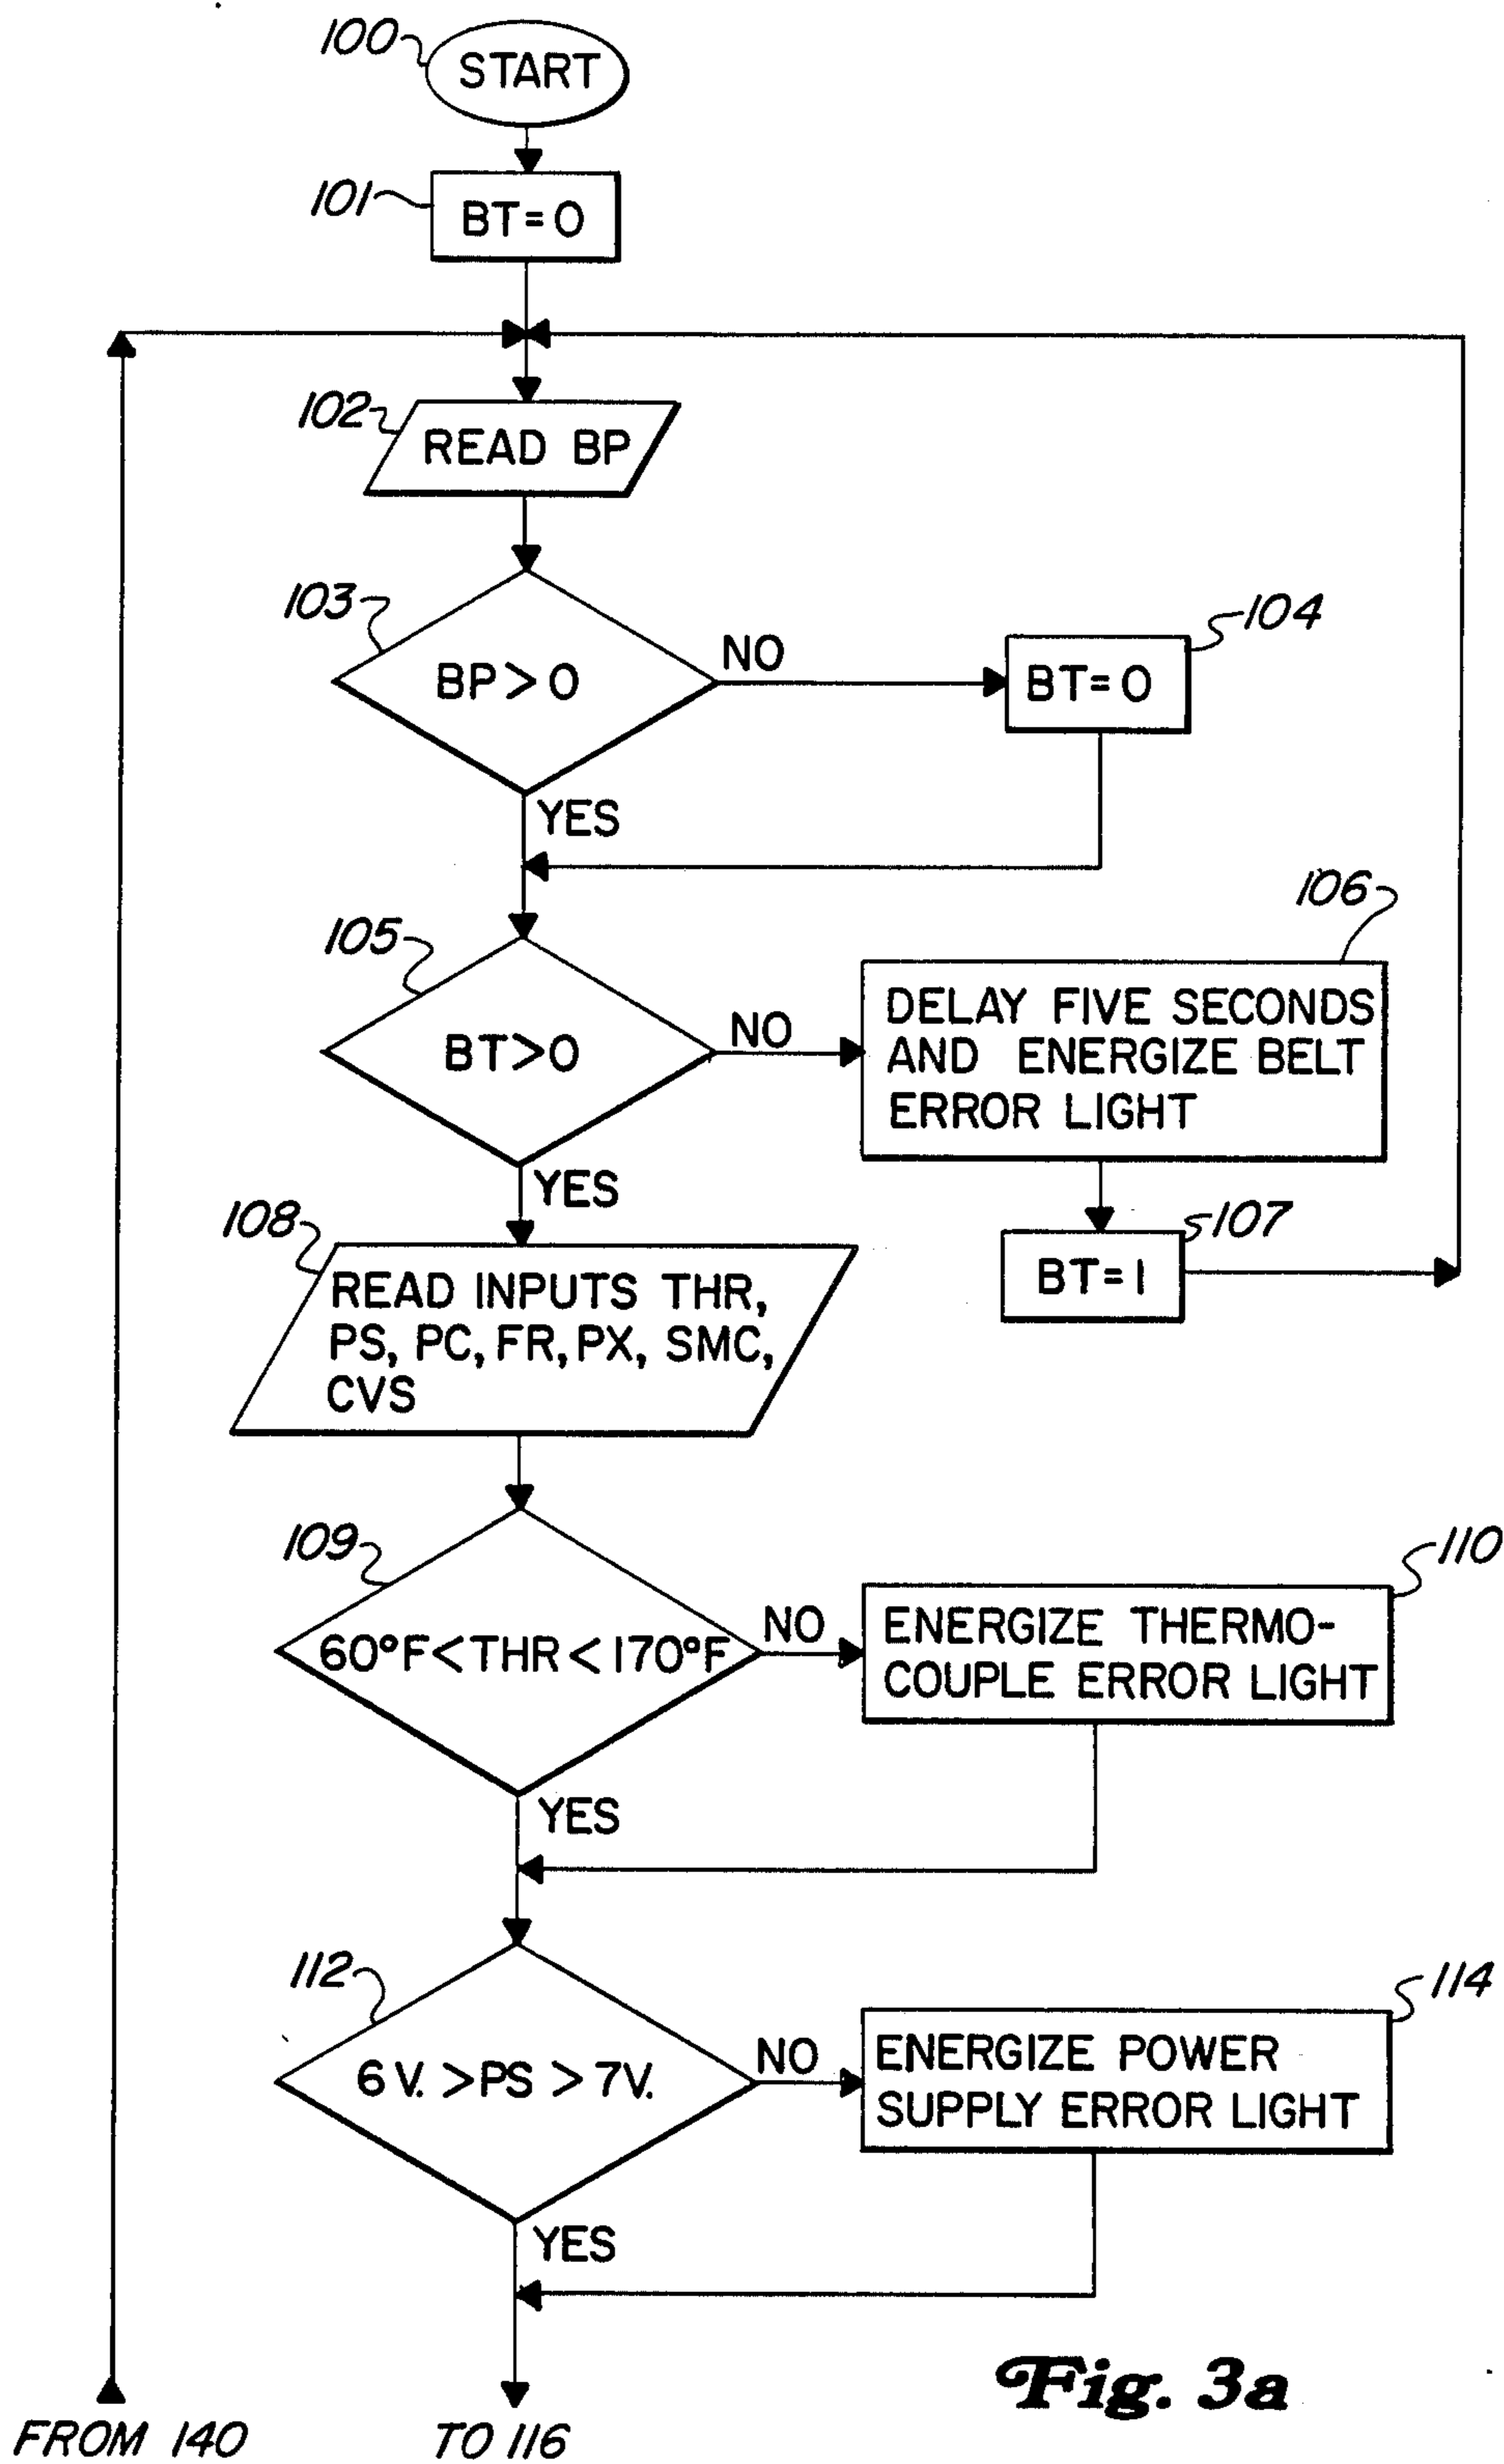 100
START
101
BT=0
102
READ BP
103
BP>0
NO
104
BT=0
YES
105
BT>0
NO
106
DELAY FIVE SECONDS
AND ENERGIZE BELT
ERROR LIGHT
YES
107
BT=1
108
READ INPUTS THR,
PS, PC, FR, PX, SMC,
CVS
109
60°F<THR<170°F
NO
110
ENERGIZE THERMO-
COUPLE ERROR LIGHT
YES
112
6V. >PS >7V.
NO
114
ENERGIZE POWER
SUPPLY ERROR LIGHT
YES
Fig. 3a
FROM 140
TO 116